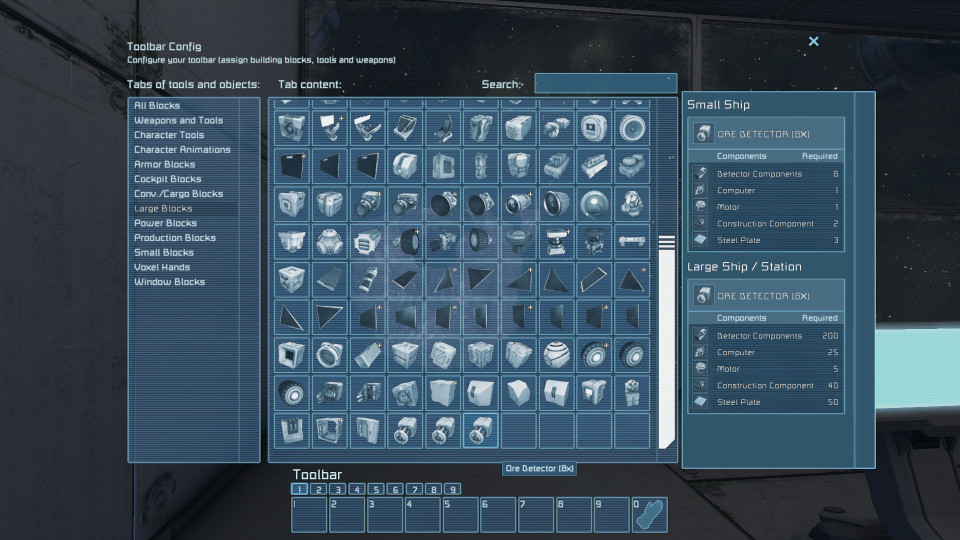 Toolbar Config
Configure your toolbar (assign building blocks, tools and weapons)
Tabs of tools and objects:
Tab content:
Search:
All Blocks
Weapons and Tools
Character Tools
Character Animations
Armor Blocks
Cockpit Blocks
Conv./Cargo Blocks
Large Blocks
Power Blocks
Production Blocks
Small Blocks
Voxel Hands
Window Blocks
Small Ship
ORE DETECTOR (8X)
Components Required
Detector Components 8
Computer 1
Motor 1
Construction Component 2
Steel Plate 3
Large Ship / Station
ORE DETECTOR (8X)
Components Required
Detector Components 200
Computer 25
Motor 5
Construction Component 40
Steel Plate 50
Ore Detector (8x)
Toolbar
1 2 3 4 5 6 7 8 9
1 2 3 4 5 6 7 8 9 0